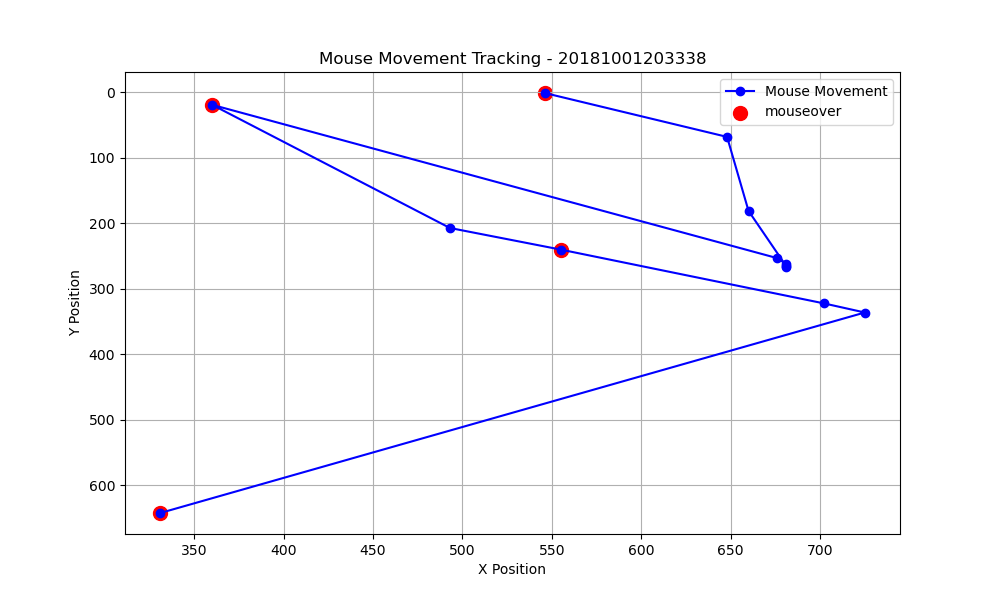 Mouse Movement Tracking - 20181001203338
Mouse Movement
mouseover
Y Position
0
100
200
300
400
500
600
350 400 450 500 550 600 650 700
X Position